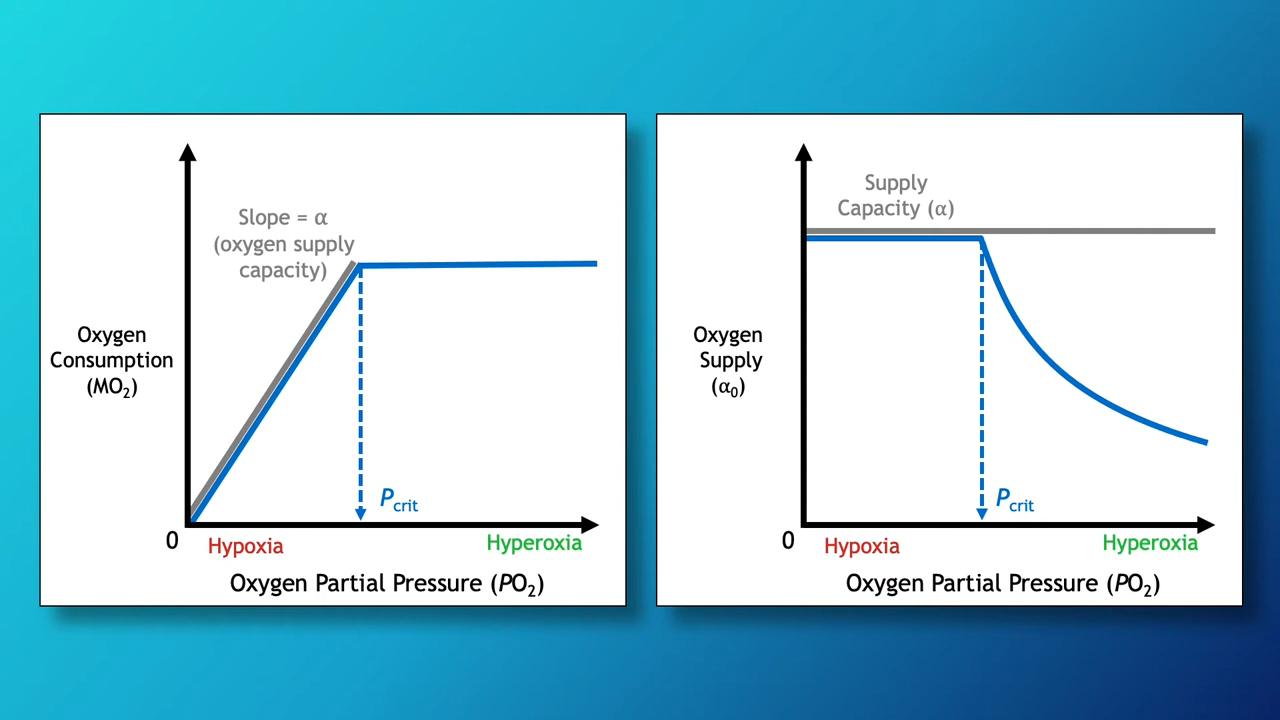 Slope = α
(oxygen supply
capacity)
Oxygen
Consumption
(MO₂)
Pcrit
0
Hypoxia
Hyperoxia
Oxygen Partial Pressure (PO₂)
Supply
Capacity (α)
Oxygen
Supply
(α₀)
Pcrit
0
Hypoxia
Hyperoxia
Oxygen Partial Pressure (PO₂)